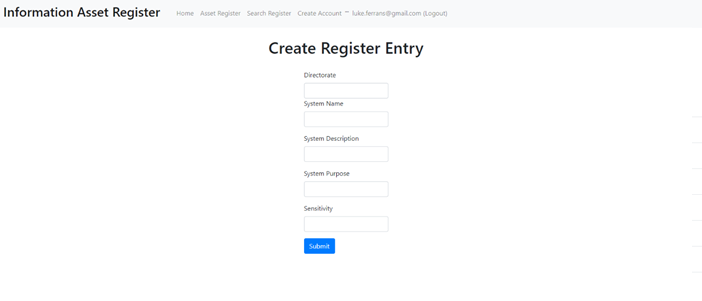 Information Asset Register Home Asset Register Search Register Create Account "" luke.ferrans@gmail.com (Logout)
Create Register Entry
Directorate
System Name
System Description
System Purpose
Sensitivity
Submit